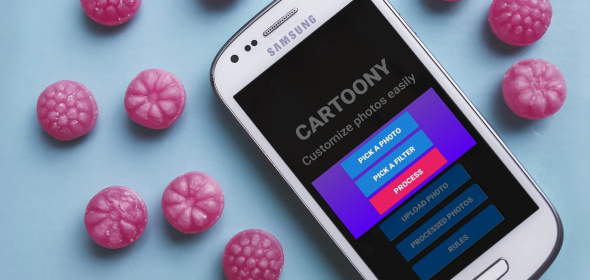 SAMSUNG
CARTOONY
Customize photos easily
PICK A PHOTO
PICK A FILTER
PROCESS
UPLOAD PHOTO
PROCESSED PHOTOS
RULES